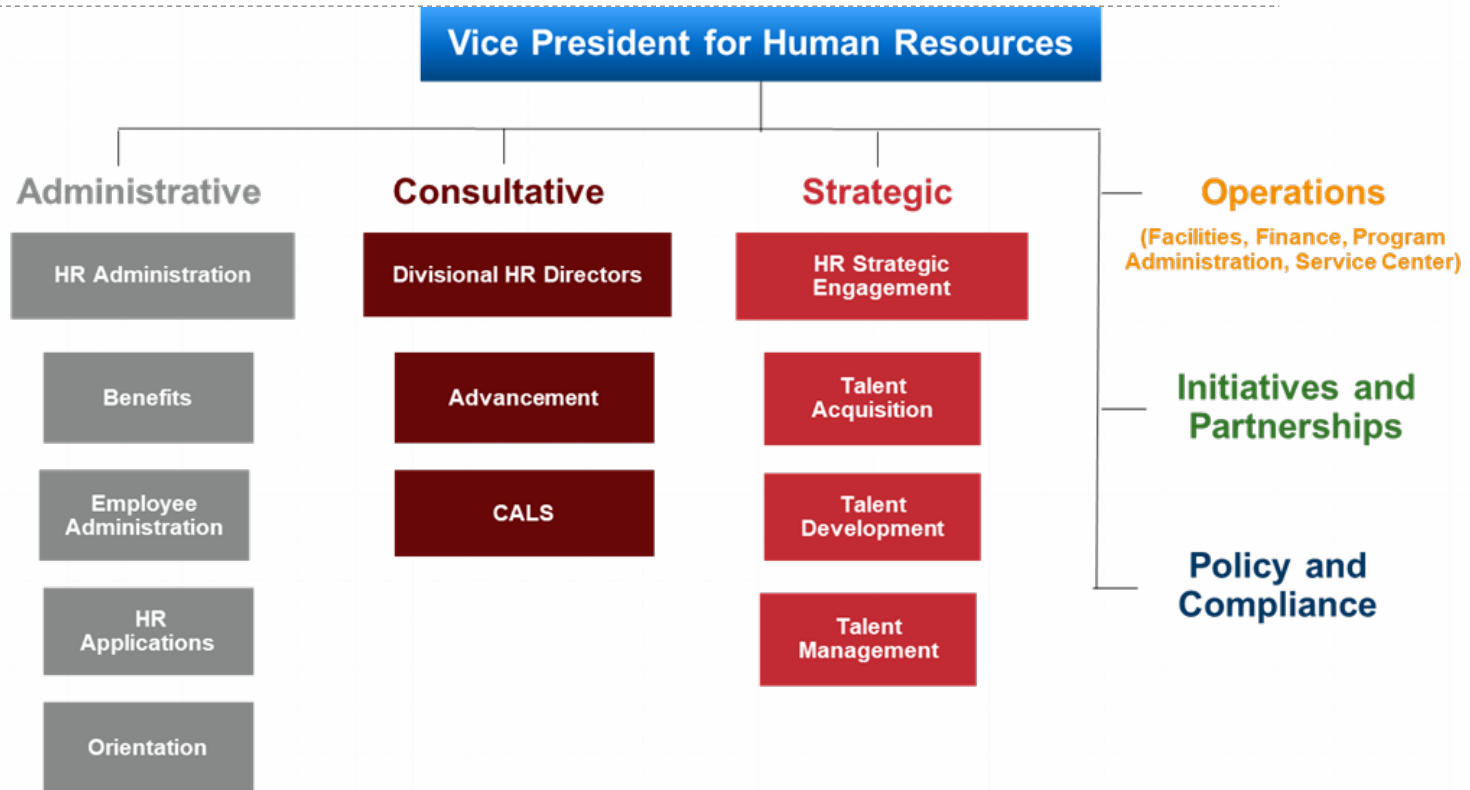 Vice President for Human Resources
Administrative
HR Administration
Benefits
Employee
Administration
HR
Applications
Orientation
Consultative
Divisional HR Directors
Advancement
CALS
Strategic
HR Strategic
Engagement
Talent
Acquisition
Talent
Development
Talent
Management
Operations
(Facilities, Finance, Program
Administration, Service Center)
Initiatives and
Partnerships
Policy and
Compliance